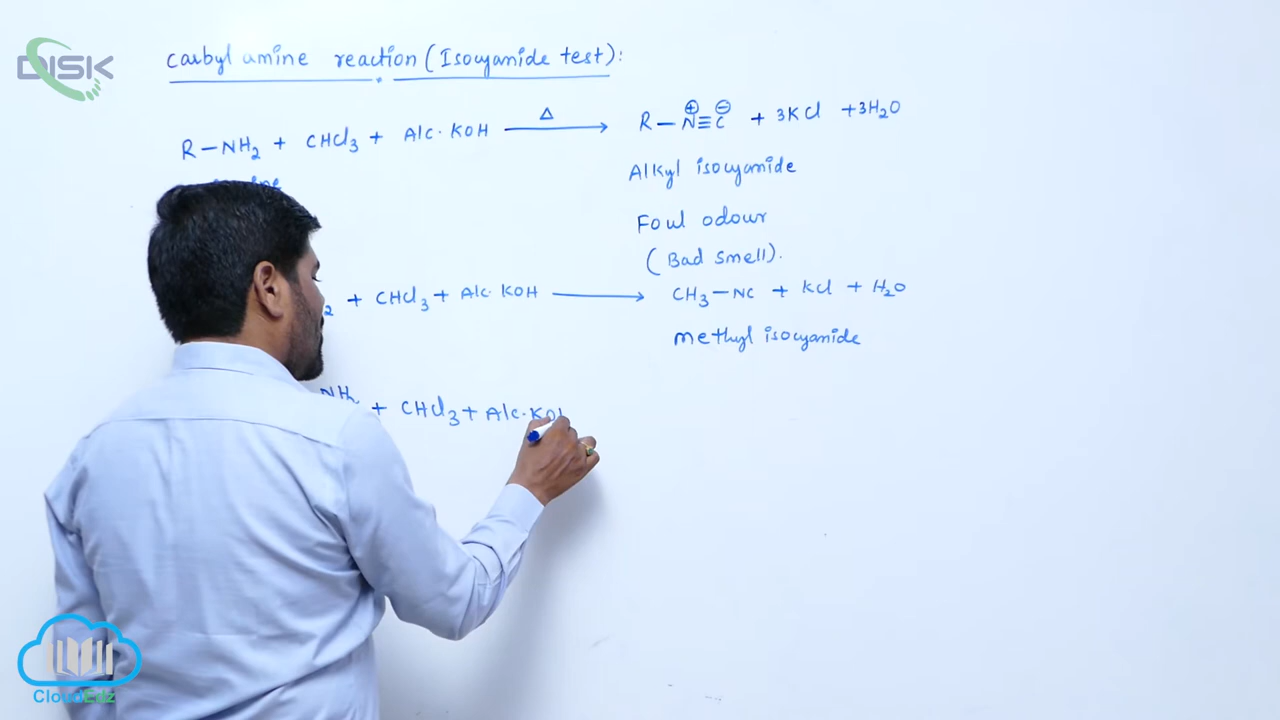 DISK
Carbyl amine reaction (Isocyanide test):
R-NH₂ + CHCl₃ + Alc. KOH —Δ→ R-N⊕≡C⊖ + 3KCl + 3H₂O
Alkyl isocyanide
Foul odour
(Bad smell).
+ CHCl₃ + Alc. KOH → CH₃-NC + KCl + H₂O
methyl isocyanide
NH₂ + CHCl₃ + Alc. KOH
CloudEdz